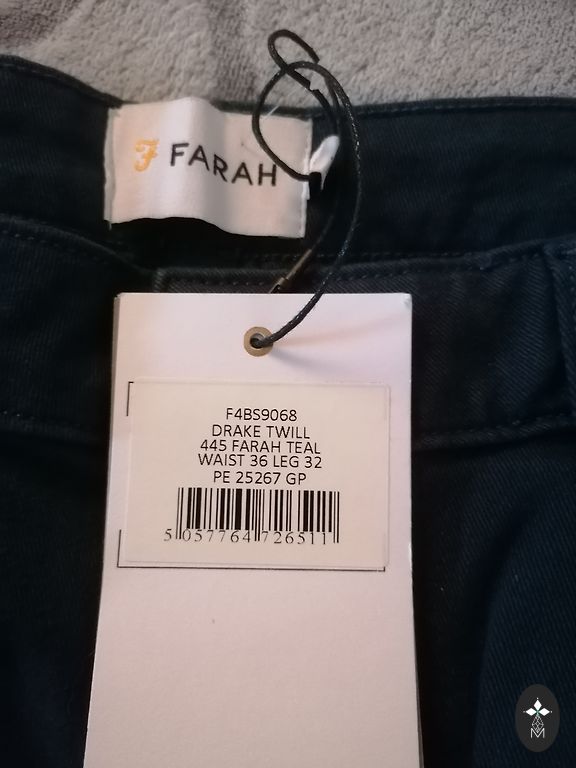 F FARAH
F4BS9068
DRAKE TWILL
445 FARAH TEAL
WAIST 36 LEG 32
PE 25267 GP
5 057764 726511
M